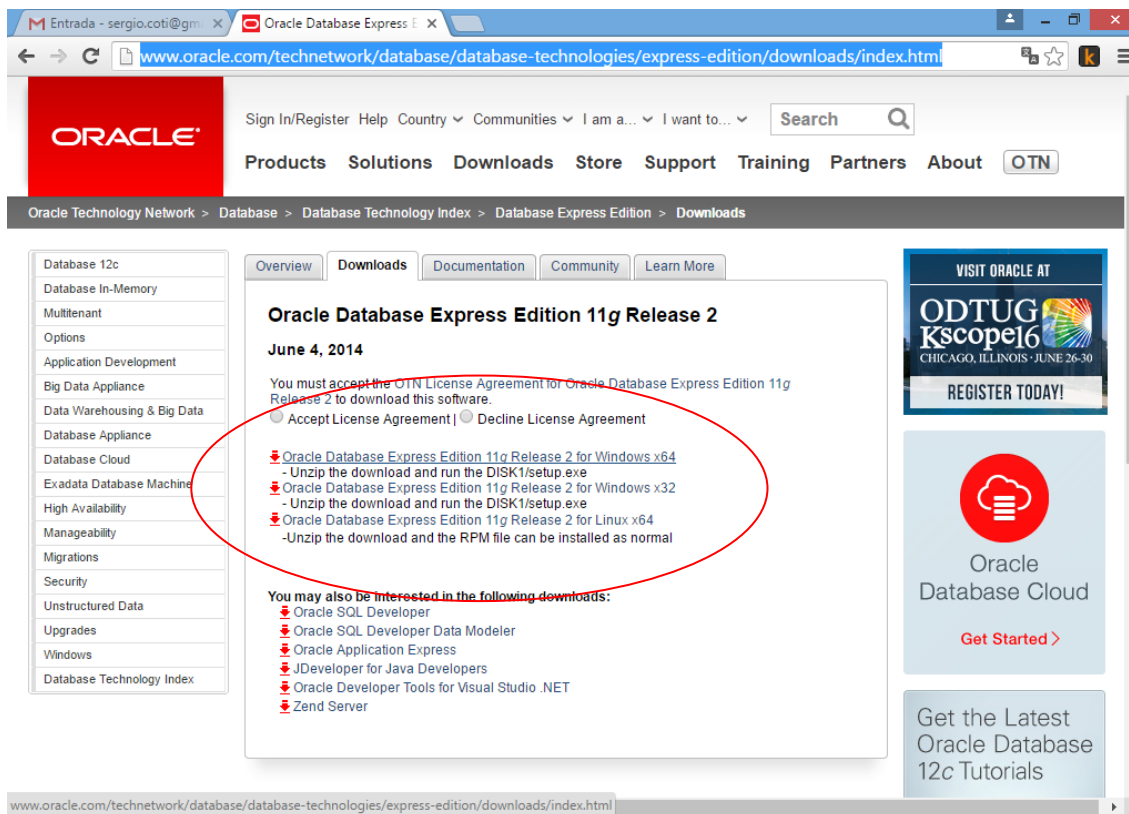 Entrada - sergio.coti@gm
Oracle Database Express E
www.oracle.com/technetwork/database/database-technologies/express-edition/downloads/index.html
k
ORACLE
Sign In/Register Help Country Communities I am a... I want to... Search
Products Solutions Downloads Store Support Training Partners About OTN
Oracle Technology Network > Database > Database Technology Index > Database Express Edition > Downloads
Database 12c
Database In-Memory
Multitenant
Options
Application Development
Big Data Appliance
Data Warehousing & Big Data
Database Appliance
Database Cloud
Exadata Database Machine
High Availability
Manageability
Migrations
Security
Unstructured Data
Upgrades
Windows
Database Technology Index
Overview Downloads Documentation Community Learn More
Oracle Database Express Edition 11g Release 2
June 4, 2014
You must accept the OTN License Agreement for Oracle Database Express Edition 11g
Release 2 to download this software.
Accept License Agreement | Decline License Agreement
Oracle Database Express Edition 11g Release 2 for Windows x64
- Unzip the download and run the DISK1/setup.exe
Oracle Database Express Edition 11g Release 2 for Windows x32
- Unzip the download and run the DISK1/setup.exe
Oracle Database Express Edition 11g Release 2 for Linux x64
-Unzip the download and the RPM file can be installed as normal
You may also be interested in the following downloads:
Oracle SQL Developer
Oracle SQL Developer Data Modeler
Oracle Application Express
JDeveloper for Java Developers
Oracle Developer Tools for Visual Studio .NET
Zend Server
VISIT ORACLE AT
ODTUG
Kscope16
CHICAGO, ILLINOIS · JUNE 26-30
REGISTER TODAY!
Oracle
Database Cloud
Get Started >
Get the Latest
Oracle Database
12c Tutorials
www.oracle.com/technetwork/database/database-technologies/express-edition/downloads/index.html